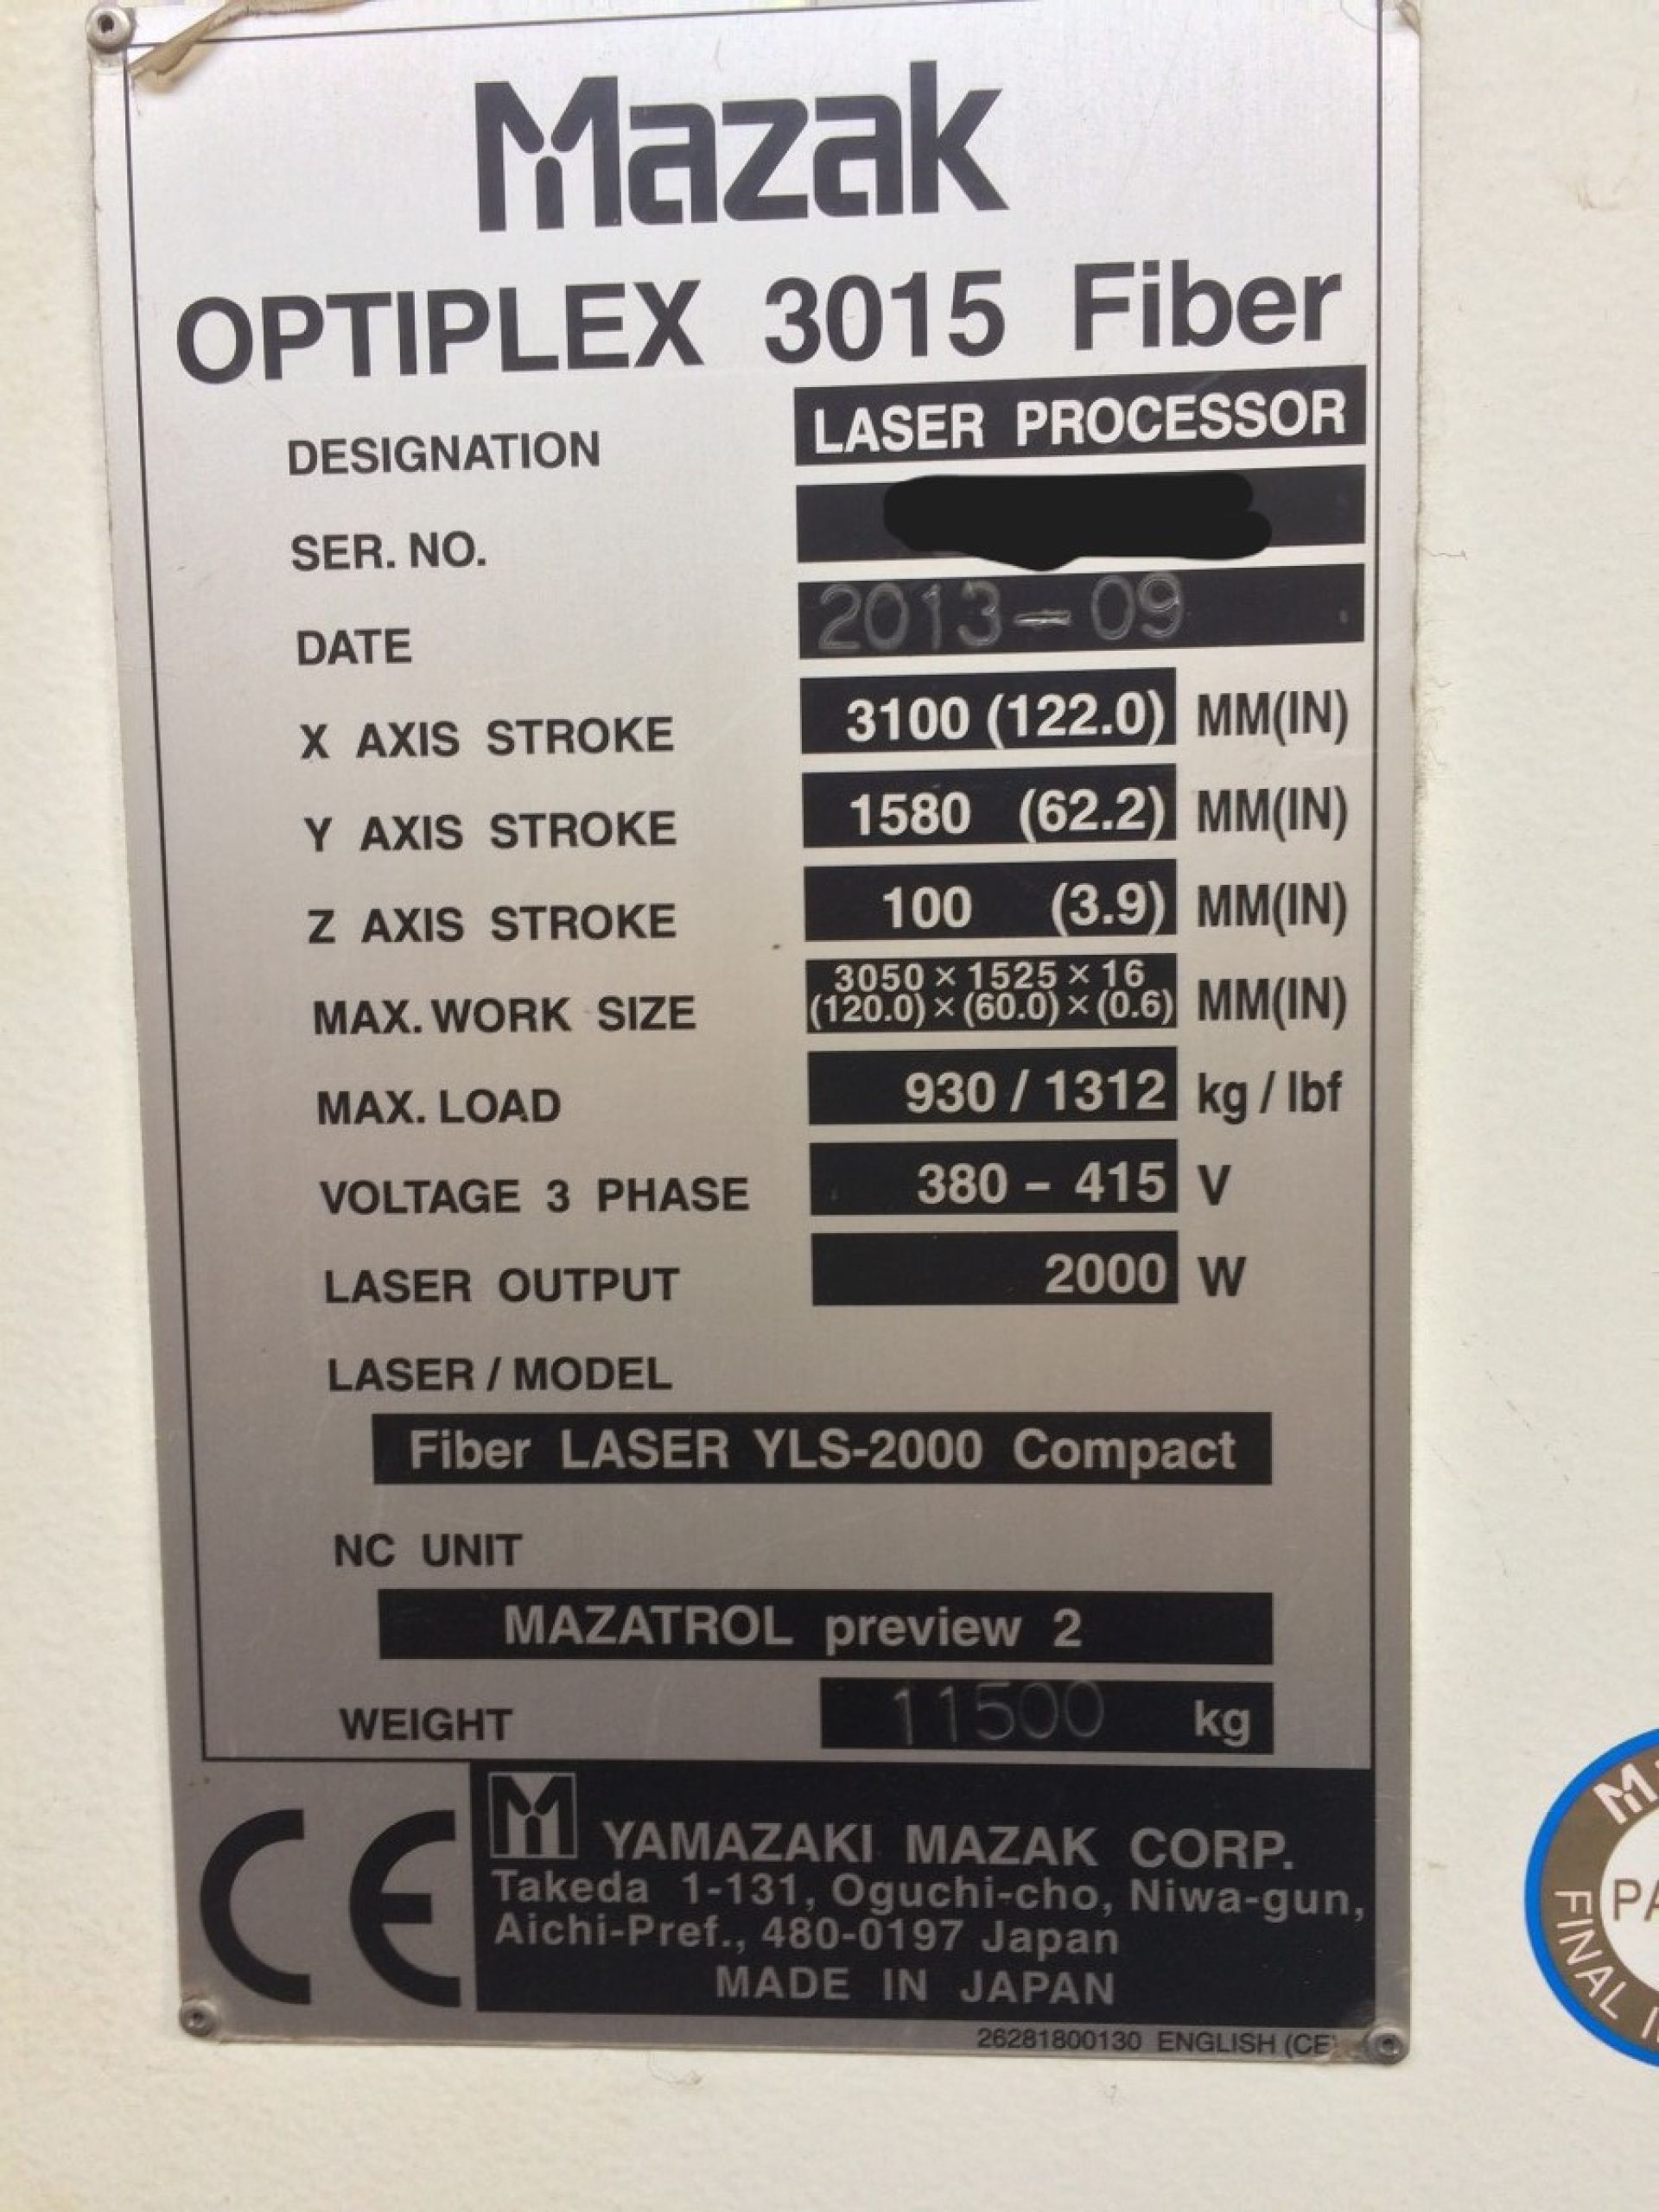 Mazak
OPTIPLEX 3015 Fiber
DESIGNATION LASER PROCESSOR
SER. NO.
DATE 2013-09
X AXIS STROKE 3100 (122.0) MM(IN)
Y AXIS STROKE 1580 (62.2) MM(IN)
Z AXIS STROKE 100 (3.9) MM(IN)
MAX. WORK SIZE 3050 × 1525 × 16 MM(IN)
(120.0) × (60.0) × (0.6)
MAX. LOAD 930 / 1312 kg / lbf
VOLTAGE 3 PHASE 380 - 415 V
LASER OUTPUT 2000 W
LASER / MODEL
Fiber LASER YLS-2000 Compact
NC UNIT
MAZATROL preview 2
WEIGHT 11500 kg
CE
YAMAZAKI MAZAK CORP.
Takeda 1-131, Oguchi-cho, Niwa-gun,
Aichi-Pref., 480-0197 Japan
MADE IN JAPAN
26281800130 ENGLISH (CE)
FINAL